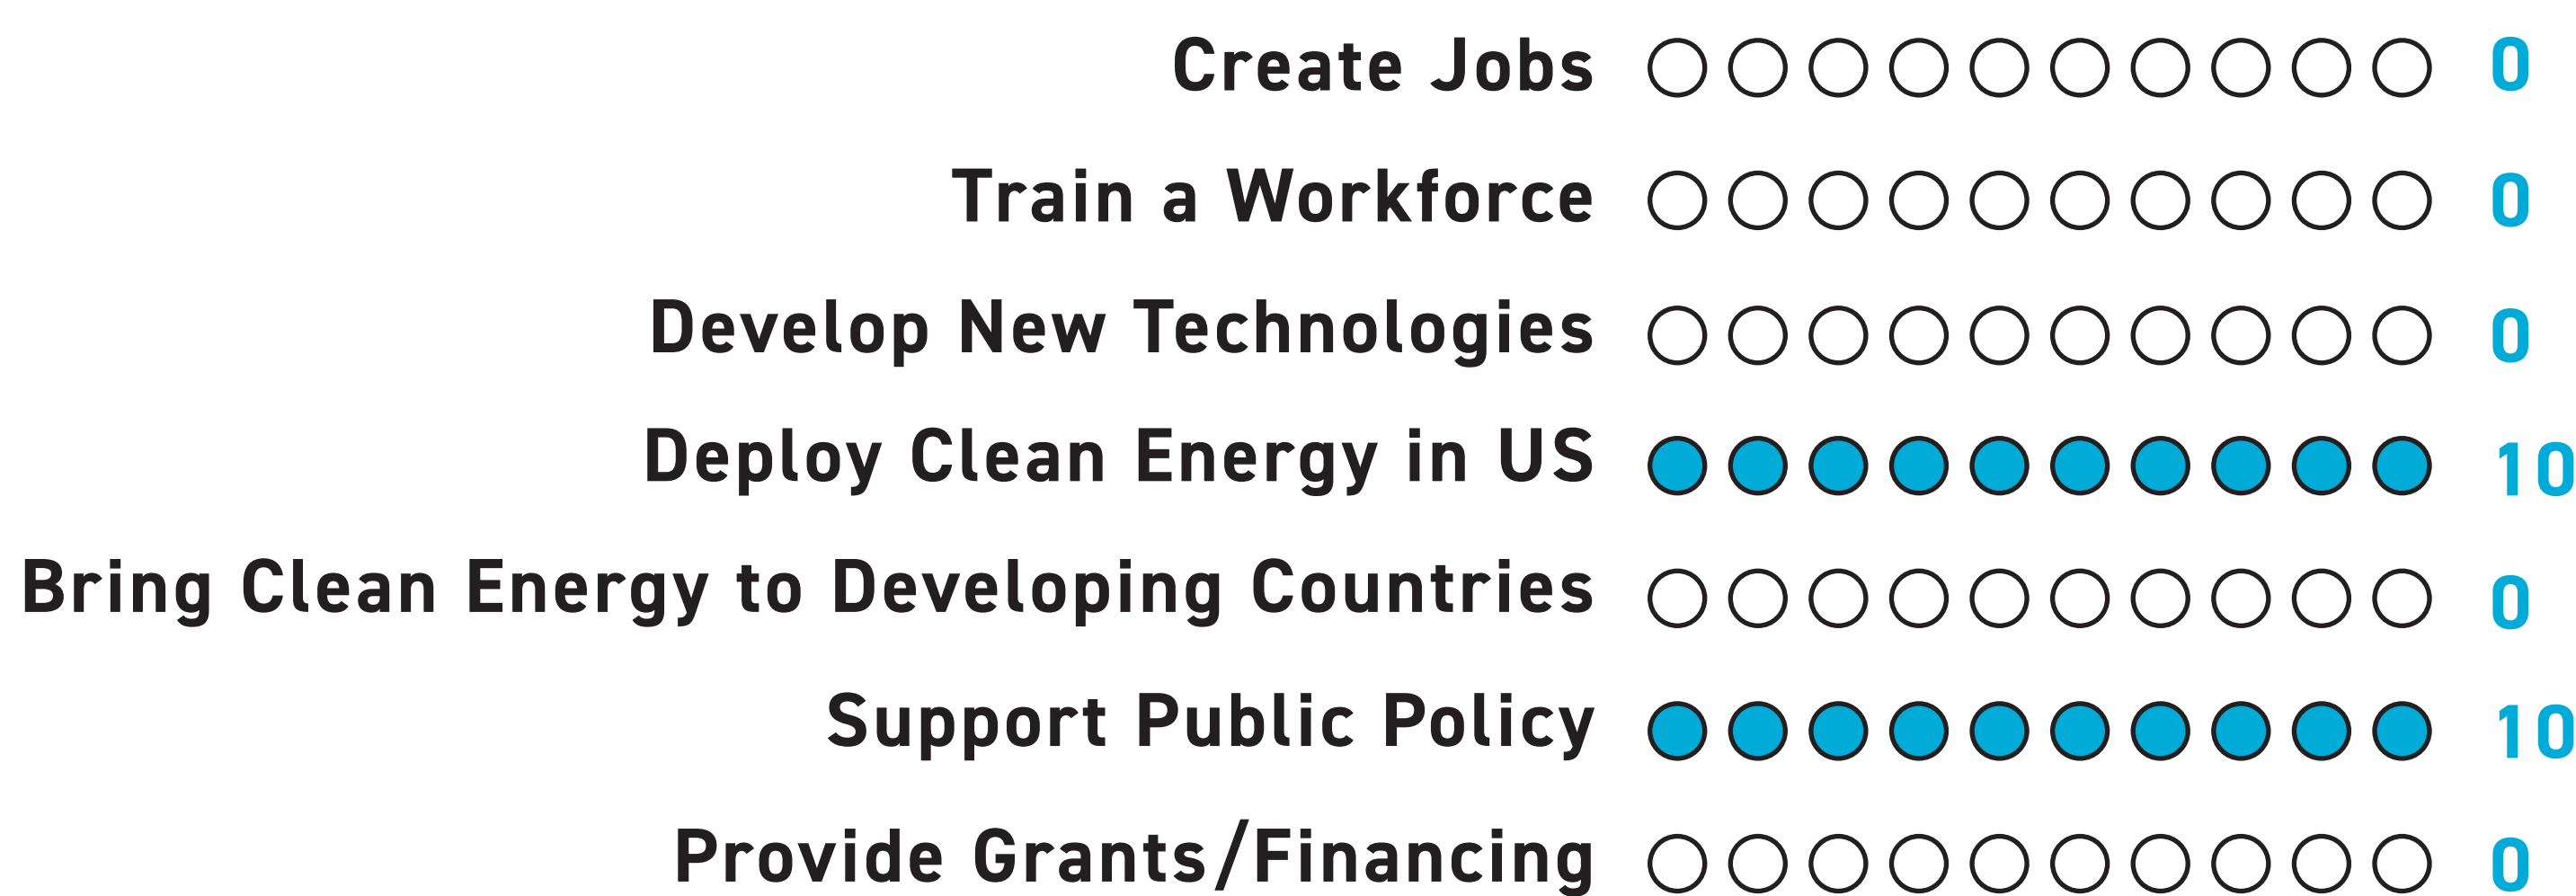 Create Jobs 0
Train a Workforce 0
Develop New Technologies 0
Deploy Clean Energy in US 10
Bring Clean Energy to Developing Countries 0
Support Public Policy 10
Provide Grants/Financing 0